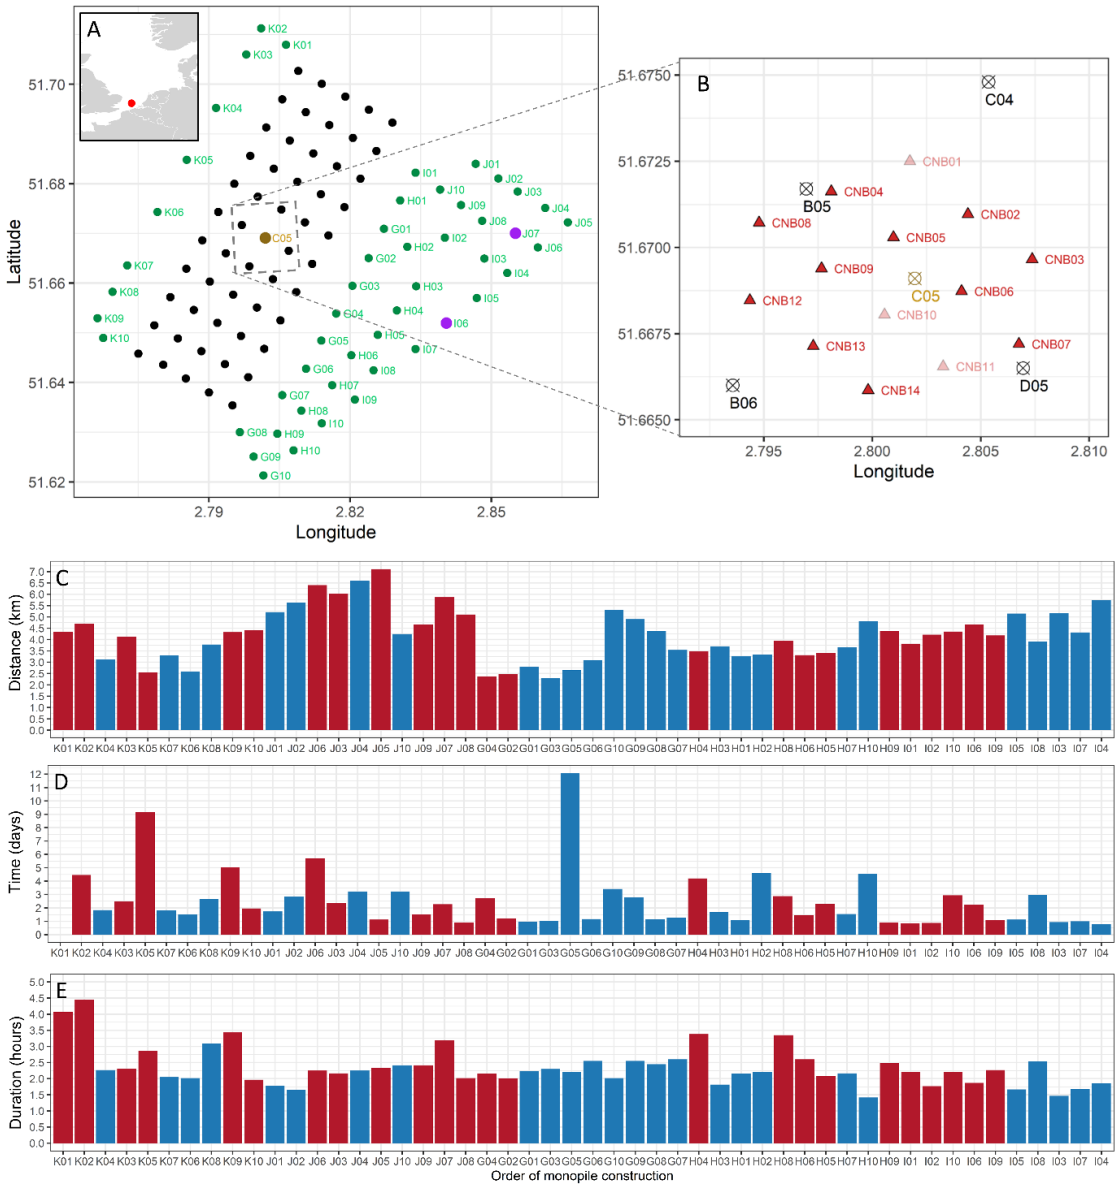 A
K02
K01
K03
K04
K05
K06
K07
K08
K09
K10
I01
J01
J02
J10
J03
H01
J09
J04
J08
J05
G01
I02
J07
H02
J06
G02
I03
I04
G03
H03
I05
G04
H04
I06
H05
G05
I07
H06
G06
I08
H07
G07
I09
H08
I10
G08
H09
H10
G09
G10
C05
51.70
51.68
51.66
51.64
51.62
Latitude
2.79
2.82
2.85
Longitude
B
51.6750
51.6725
51.6700
51.6675
51.6650
C04
CNB01
B05
CNB04
CNB08
CNB02
CNB05
CNB03
CNB09
C05
CNB06
CNB12
CNB10
CNB13
CNB07
CNB11
D05
B06
CNB14
2.795
2.800
2.805
2.810
Longitude
C
Distance (km)
7.0
6.5
6.0
5.5
5.0
4.5
4.0
3.5
3.0
2.5
2.0
1.5
1.0
0.5
0.0
K01 K02 K04 K03 K05 K07 K06 K08 K09 K10 J01 J02 J06 J03 J04 J05 J10 J09 J07 J08 G04 G02 G01 G03 G05 G06 G10 G09 G08 G07 H04 H03 H01 H02 H08 H06 H05 H07 H10 H09 I01 I02 I10 I06 I09 I05 I08 I03 I07 I04
D
Time (days)
12
11
10
9
8
7
6
5
4
3
2
1
0
K01 K02 K04 K03 K05 K07 K06 K08 K09 K10 J01 J02 J06 J03 J04 J05 J10 J09 J07 J08 G04 G02 G01 G03 G05 G06 G10 G09 G08 G07 H04 H03 H01 H02 H08 H06 H05 H07 H10 H09 I01 I02 I10 I06 I09 I05 I08 I03 I07 I04
E
Duration (hours)
5.0
4.5
4.0
3.5
3.0
2.5
2.0
1.5
1.0
0.5
0.0
K01 K02 K04 K03 K05 K07 K06 K08 K09 K10 J01 J02 J06 J03 J04 J05 J10 J09 J07 J08 G04 G02 G01 G03 G05 G06 G10 G09 G08 G07 H04 H03 H01 H02 H08 H06 H05 H07 H10 H09 I01 I02 I10 I06 I09 I05 I08 I03 I07 I04
Order of monopile construction